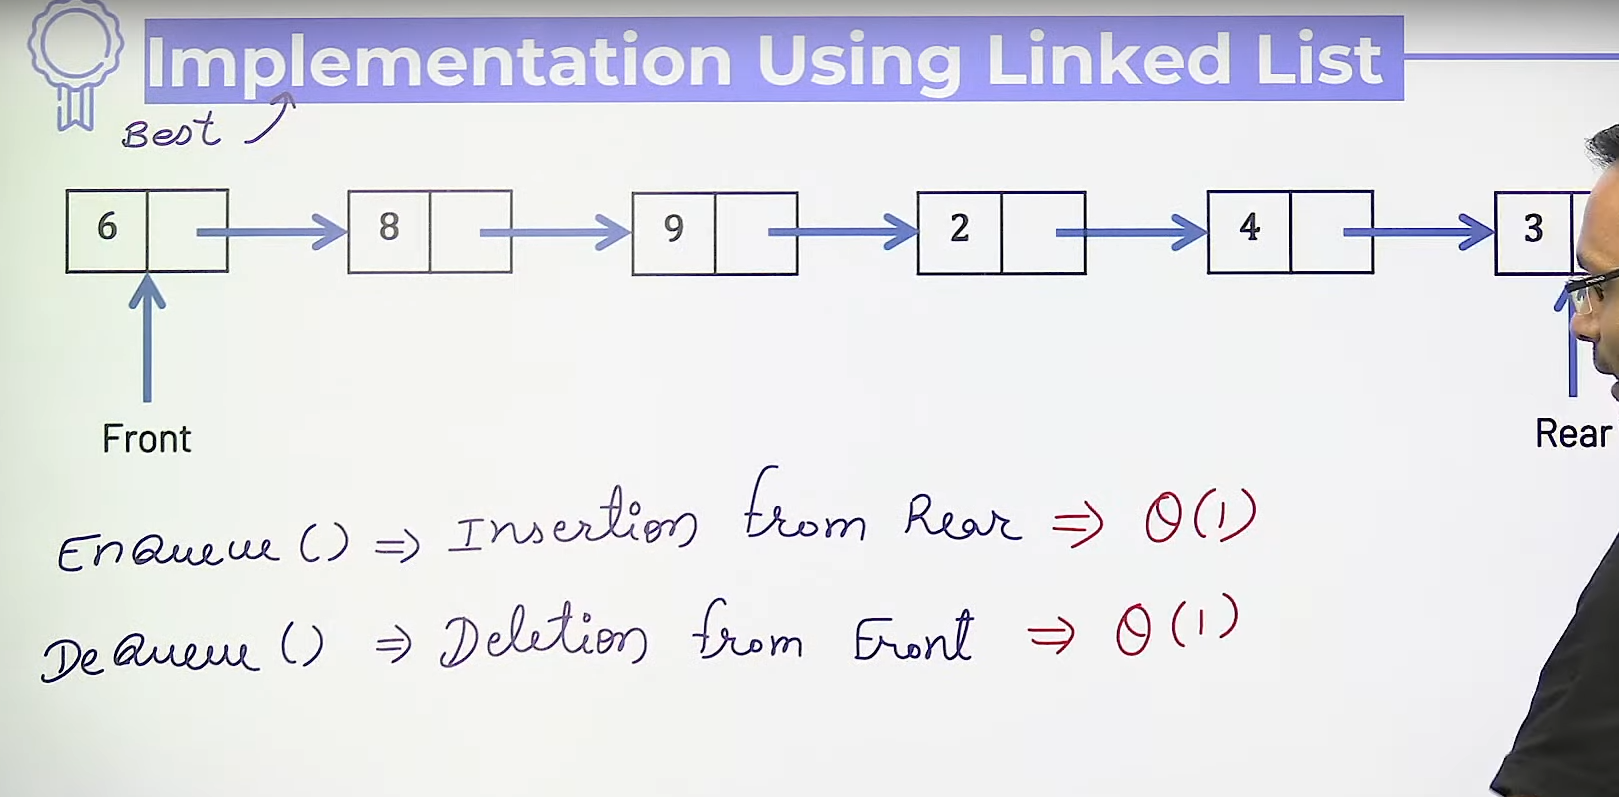 Implementation Using Linked List
Best
6 8 9 2 4 3
Front Rear
EnQueue () ⇒ Insertion from Rear ⇒ θ(1)
DeQueue () ⇒ Deletion from Front ⇒ θ(1)